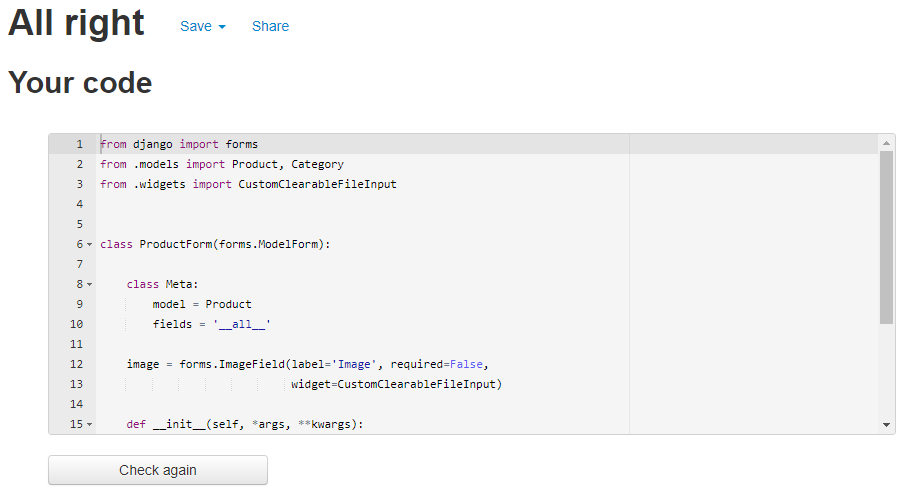 All right Save Share
Your code
1 from django import forms
2 from .models import Product, Category
3 from .widgets import CustomClearableFileInput
4
5
6 class ProductForm(forms.ModelForm):
7
8     class Meta:
9         model = Product
10         fields = '__all__'
11
12     image = forms.ImageField(label='Image', required=False,
13                              widget=CustomClearableFileInput)
14
15     def __init__(self, *args, **kwargs):
Check again